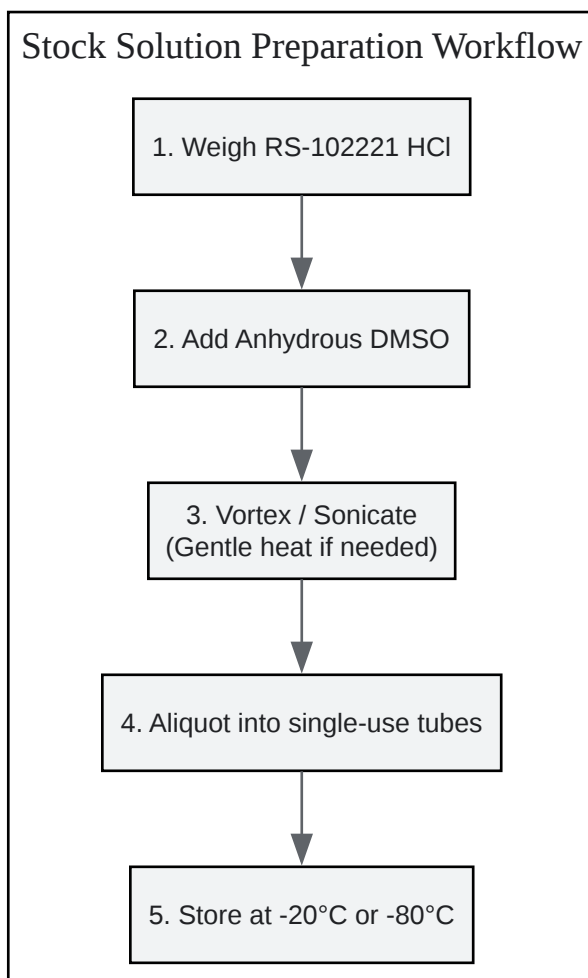 Stock Solution Preparation Workflow
1. Weigh RS-102221 HCl
2. Add Anhydrous DMSO
3. Vortex / Sonicate
(Gentle heat if needed)
4. Aliquot into single-use tubes
5. Store at -20°C or -80°C